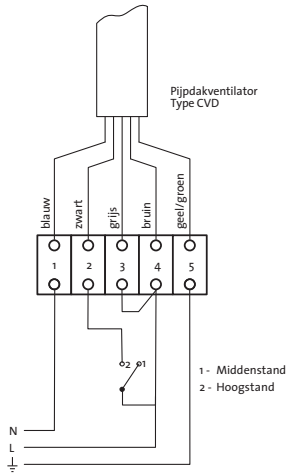 Pijpdakventilator
Type CVD
blauw
zwart
grijs
bruin
geel/groen
1 2 3 4 5
2 1
1 - Middenstand
2 - Hoogstand
N
L